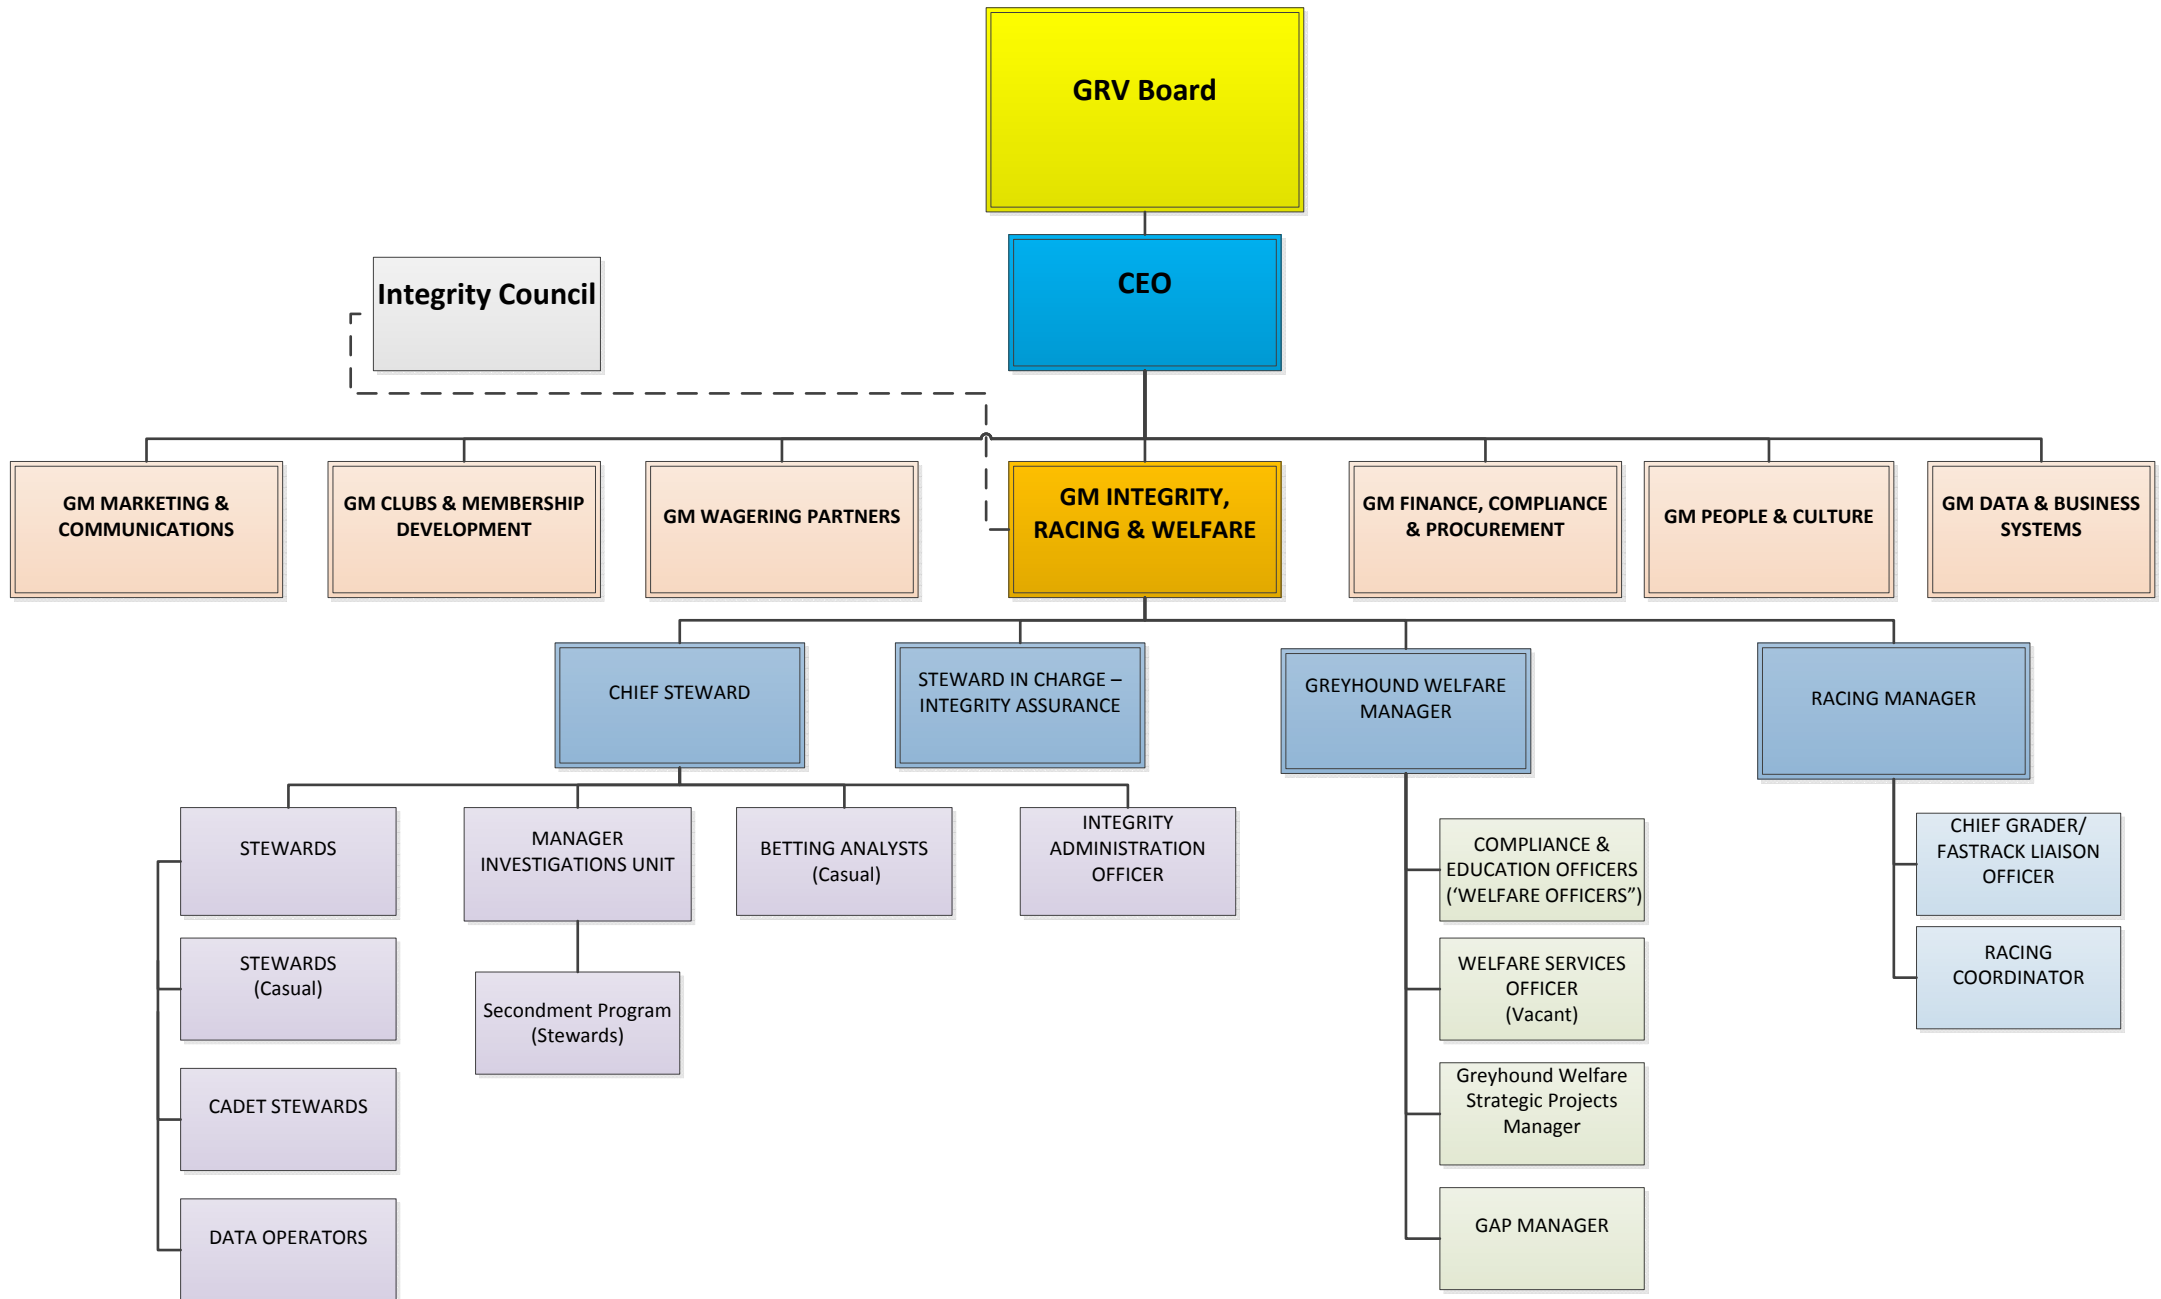 GRV Board
CEO
Integrity Council
GM MARKETING &
COMMUNICATIONS
GM CLUBS & MEMBERSHIP
DEVELOPMENT
GM WAGERING PARTNERS
GM INTEGRITY,
RACING & WELFARE
GM FINANCE, COMPLIANCE
& PROCUREMENT
GM PEOPLE & CULTURE
GM DATA & BUSINESS
SYSTEMS
CHIEF STEWARD
STEWARD IN CHARGE –
INTEGRITY ASSURANCE
GREYHOUND WELFARE
MANAGER
RACING MANAGER
STEWARDS
MANAGER
INVESTIGATIONS UNIT
BETTING ANALYSTS
(Casual)
INTEGRITY
ADMINISTRATION
OFFICER
COMPLIANCE &
EDUCATION OFFICERS
(‘WELFARE OFFICERS”)
CHIEF GRADER/
FASTRACK LIAISON
OFFICER
STEWARDS
(Casual)
Secondment Program
(Stewards)
WELFARE SERVICES
OFFICER
(Vacant)
RACING
COORDINATOR
CADET STEWARDS
Greyhound Welfare
Strategic Projects
Manager
DATA OPERATORS
GAP MANAGER